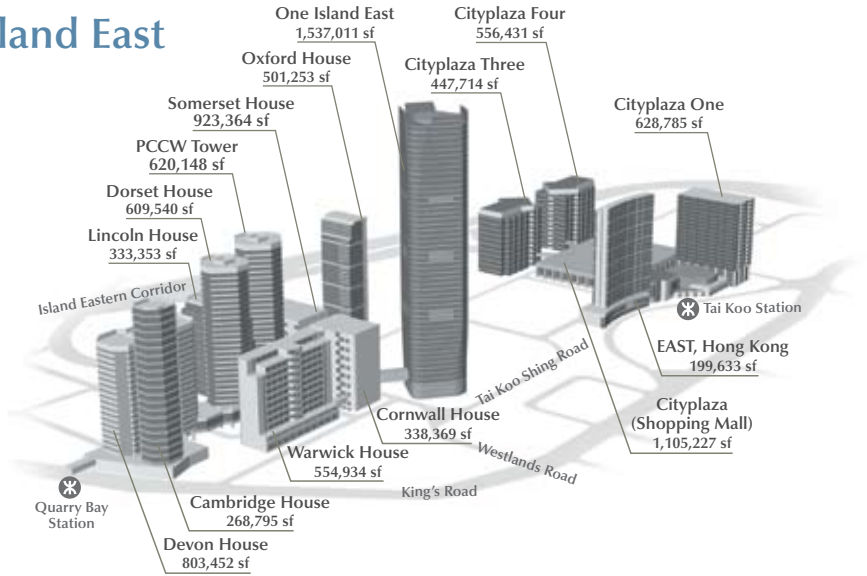 land East
One Island East
1,537,011 sf
Cityplaza Four
556,431 sf
Oxford House
501,253 sf
Cityplaza Three
447,714 sf
Somerset House
923,364 sf
Cityplaza One
628,785 sf
PCCW Tower
620,148 sf
Dorset House
609,540 sf
Lincoln House
333,353 sf
Island Eastern Corridor
Tai Koo Station
EAST, Hong Kong
199,633 sf
Tai Koo Shing Road
Cityplaza
(Shopping Mall)
1,105,227 sf
Cornwall House
338,369 sf
Westlands Road
Warwick House
554,934 sf
King's Road
Quarry Bay
Station
Cambridge House
268,795 sf
Devon House
803,452 sf